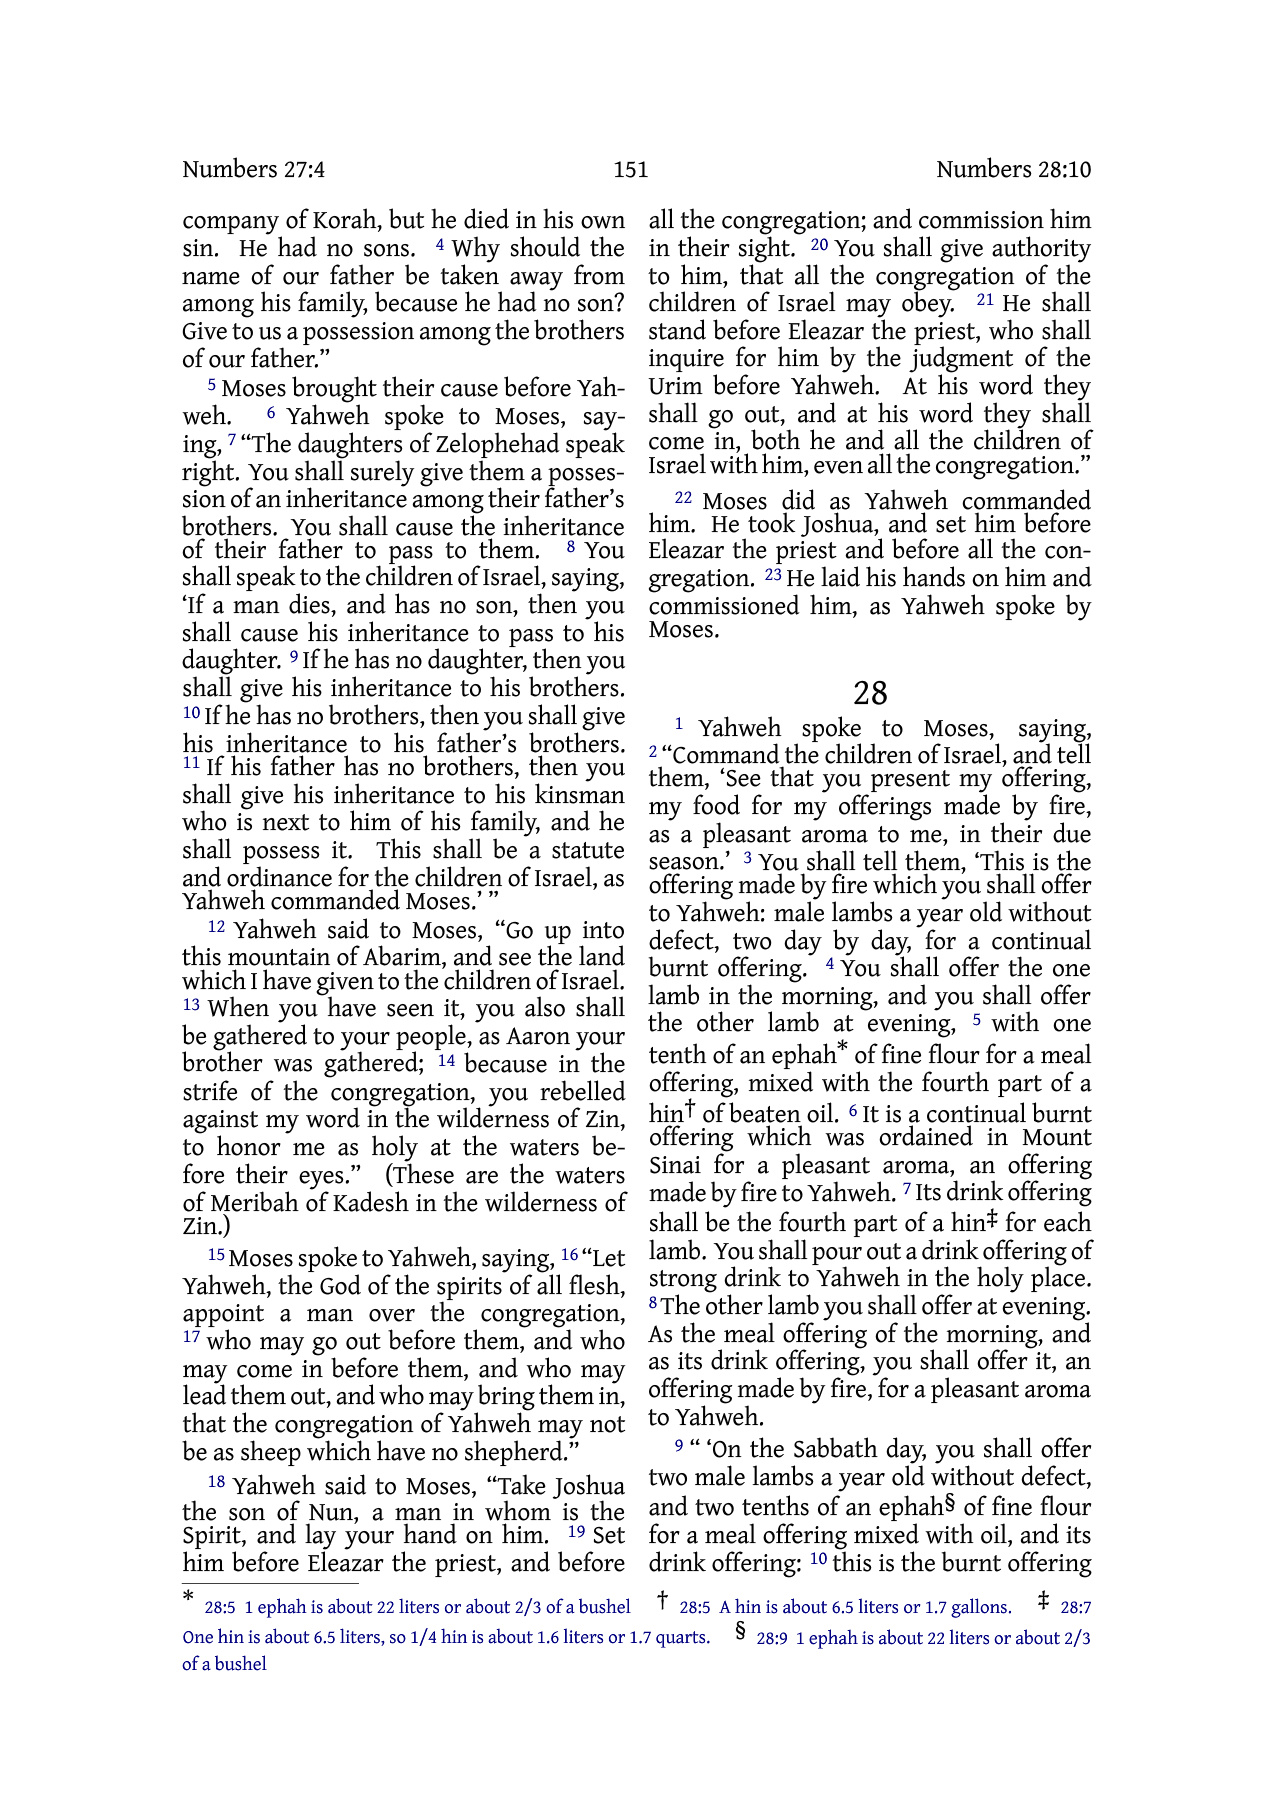 Numbers 27:4 151 Numbers 28:10
company of Korah, but he died in his own
sin. He had no sons. 4 Why should the
name of our father be taken away from
among his family, because he had no son?
Give to us a possession among the brothers
of our father.”
5 Moses brought their cause before Yah-
weh. 6 Yahweh spoke to Moses, say-
ing, 7 “The daughters of Zelophehad speak
right. You shall surely give them a posses-
sion of an inheritance among their father’s
brothers. You shall cause the inheritance
of their father to pass to them. 8 You
shall speak to the children of Israel, saying,
‘If a man dies, and has no son, then you
shall cause his inheritance to pass to his
daughter. 9 If he has no daughter, then you
shall give his inheritance to his brothers.
10 If he has no brothers, then you shall give
his inheritance to his father’s brothers.
11 If his father has no brothers, then you
shall give his inheritance to his kinsman
who is next to him of his family, and he
shall possess it. This shall be a statute
and ordinance for the children of Israel, as
Yahweh commanded Moses.’ ”
12 Yahweh said to Moses, “Go up into
this mountain of Abarim, and see the land
which I have given to the children of Israel.
13 When you have seen it, you also shall
be gathered to your people, as Aaron your
brother was gathered; 14 because in the
strife of the congregation, you rebelled
against my word in the wilderness of Zin,
to honor me as holy at the waters be-
fore their eyes.” (These are the waters
of Meribah of Kadesh in the wilderness of
Zin.)
15 Moses spoke to Yahweh, saying, 16 “Let
Yahweh, the God of the spirits of all flesh,
appoint a man over the congregation,
17 who may go out before them, and who
may come in before them, and who may
lead them out, and who may bring them in,
that the congregation of Yahweh may not
be as sheep which have no shepherd.”
18 Yahweh said to Moses, “Take Joshua
the son of Nun, a man in whom is the
Spirit, and lay your hand on him. 19 Set
him before Eleazar the priest, and before
all the congregation; and commission him
in their sight. 20 You shall give authority
to him, that all the congregation of the
children of Israel may obey. 21 He shall
stand before Eleazar the priest, who shall
inquire for him by the judgment of the
Urim before Yahweh. At his word they
shall go out, and at his word they shall
come in, both he and all the children of
Israel with him, even all the congregation.”
22 Moses did as Yahweh commanded
him. He took Joshua, and set him before
Eleazar the priest and before all the con-
gregation. 23 He laid his hands on him and
commissioned him, as Yahweh spoke by
Moses.
28
1 Yahweh spoke to Moses, saying,
2 “Command the children of Israel, and tell
them, ‘See that you present my offering,
my food for my offerings made by fire,
as a pleasant aroma to me, in their due
season.’ 3 You shall tell them, ‘This is the
offering made by fire which you shall offer
to Yahweh: male lambs a year old without
defect, two day by day, for a continual
burnt offering. 4 You shall offer the one
lamb in the morning, and you shall offer
the other lamb at evening, 5 with one
tenth of an ephah* of fine flour for a meal
offering, mixed with the fourth part of a
hin† of beaten oil. 6 It is a continual burnt
offering which was ordained in Mount
Sinai for a pleasant aroma, an offering
made by fire to Yahweh. 7 Its drink offering
shall be the fourth part of a hin‡ for each
lamb. You shall pour out a drink offering of
strong drink to Yahweh in the holy place.
8 The other lamb you shall offer at evening.
As the meal offering of the morning, and
as its drink offering, you shall offer it, an
offering made by fire, for a pleasant aroma
to Yahweh.
9 “ ‘On the Sabbath day, you shall offer
two male lambs a year old without defect,
and two tenths of an ephah§ of fine flour
for a meal offering mixed with oil, and its
drink offering: 10 this is the burnt offering
* 28:5 1 ephah is about 22 liters or about 2/3 of a bushel † 28:5 A hin is about 6.5 liters or 1.7 gallons. ‡ 28:7
One hin is about 6.5 liters, so 1/4 hin is about 1.6 liters or 1.7 quarts. § 28:9 1 ephah is about 22 liters or about 2/3
of a bushel